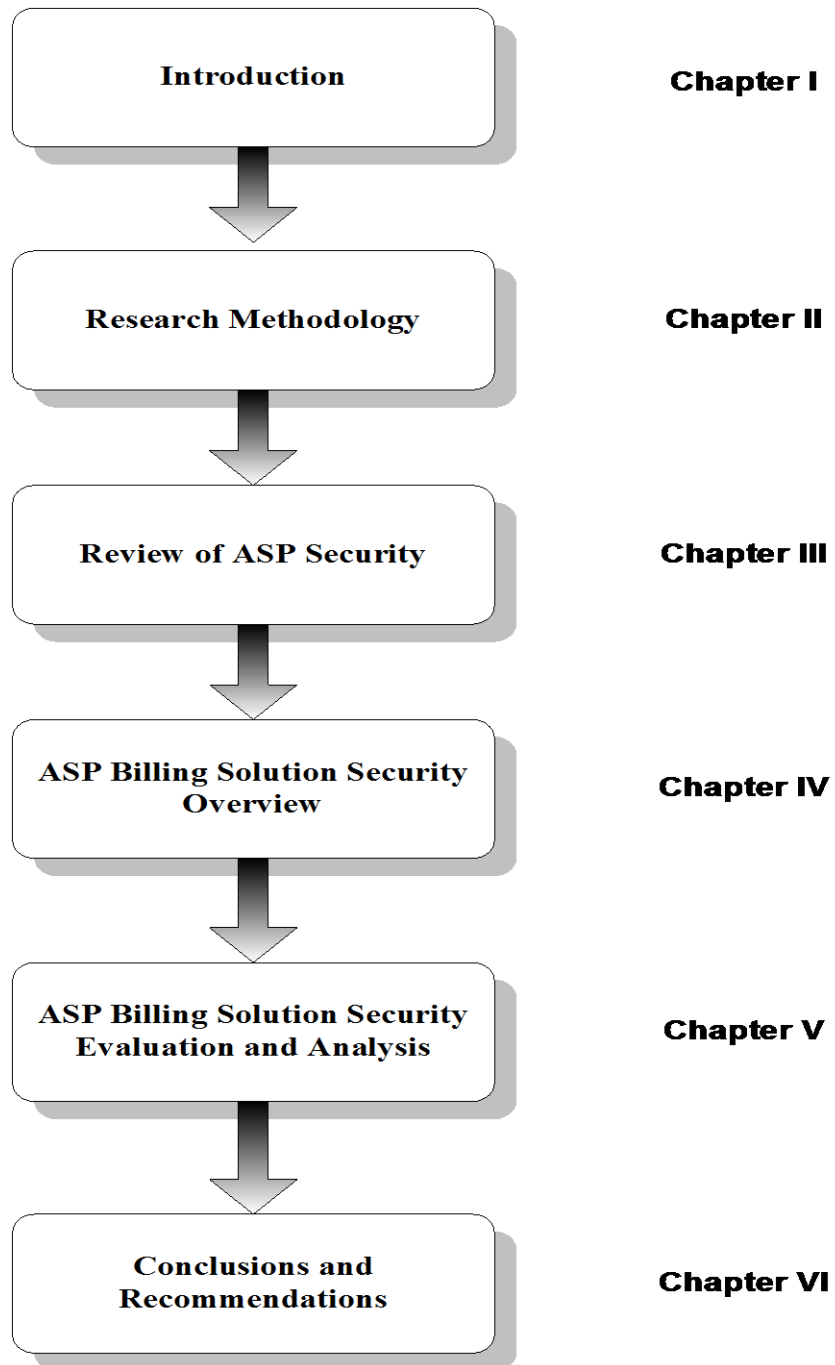 Introduction
Chapter I
Research Methodology
Chapter II
Review of ASP Security
Chapter III
ASP Billing Solution Security
Overview
Chapter IV
ASP Billing Solution Security
Evaluation and Analysis
Chapter V
Conclusions and
Recommendations
Chapter VI